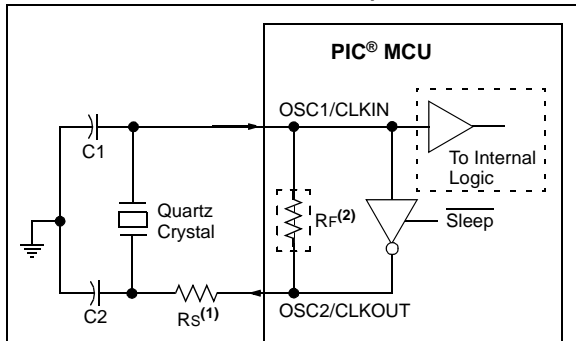 PIC® MCU
OSC1/CLKIN
C1
To Internal
Logic
Quartz
Crystal
RF(2)
Sleep
C2
RS(1)
OSC2/CLKOUT